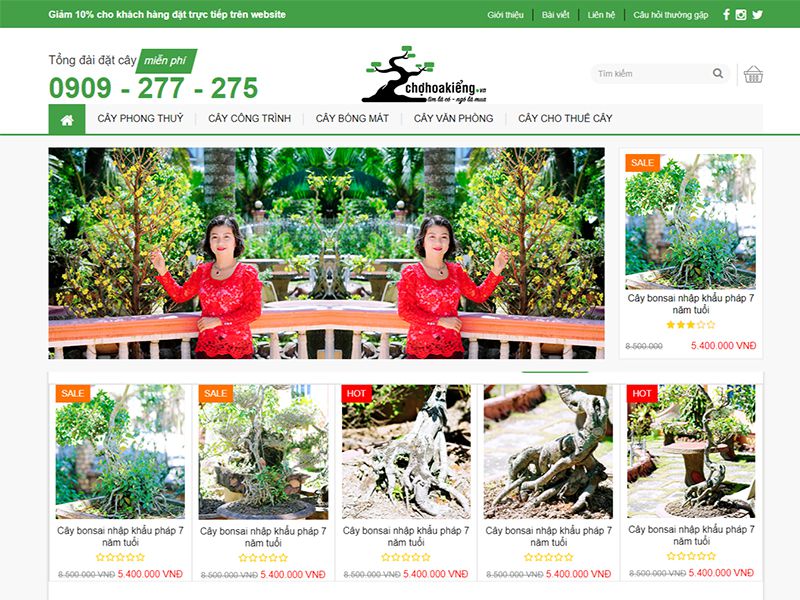 Giảm 10% cho khách hàng đặt trực tiếp trên website
Giới thiệu
Bài viết
Liên hệ
Câu hỏi thường gặp
Tổng đài đặt cây miễn phí
0909 - 277 - 275
chợhoakiểng.vn
tìm là có - ngó là mua
Tìm kiếm
CÂY PHONG THUỶ
CÂY CÔNG TRÌNH
CÂY BÓNG MÁT
CÂY VĂN PHÒNG
CÂY CHO THUÊ CÂY
SALE
Cây bonsai nhập khẩu pháp 7
năm tuổi
8.500.000 5.400.000 VNĐ
SALE
Cây bonsai nhập khẩu pháp 7
năm tuổi
8.500.000 VNĐ 5.400.000 VNĐ
SALE
Cây bonsai nhập khẩu pháp 7
năm tuổi
8.500.000 VNĐ 5.400.000 VNĐ
HOT
Cây bonsai nhập khẩu pháp 7
năm tuổi
8.500.000 VNĐ 5.400.000 VNĐ
Cây bonsai nhập khẩu pháp 7
năm tuổi
8.500.000 VNĐ 5.400.000 VNĐ
HOT
Cây bonsai nhập khẩu pháp 7
năm tuổi
8.500.000 VNĐ 5.400.000 VNĐ